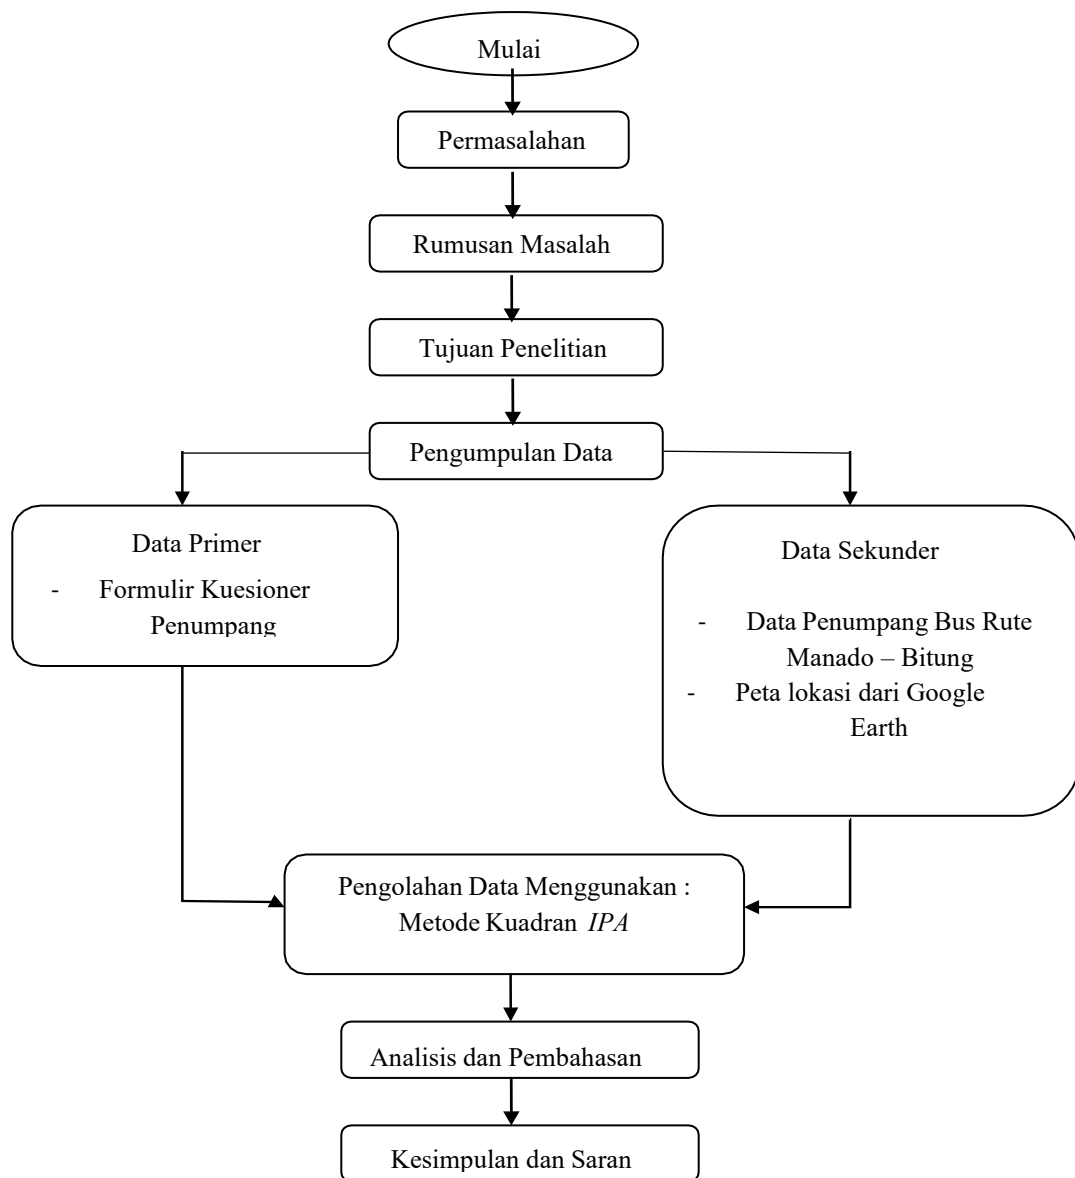 Mulai
Permasalahan
Rumusan Masalah
Tujuan Penelitian
Pengumpulan Data
Data Primer
- Formulir Kuesioner
Penumpang
Data Sekunder
- Data Penumpang Bus Rute
Manado – Bitung
- Peta lokasi dari Google
Earth
Pengolahan Data Menggunakan :
Metode Kuadran IPA
Analisis dan Pembahasan
Kesimpulan dan Saran